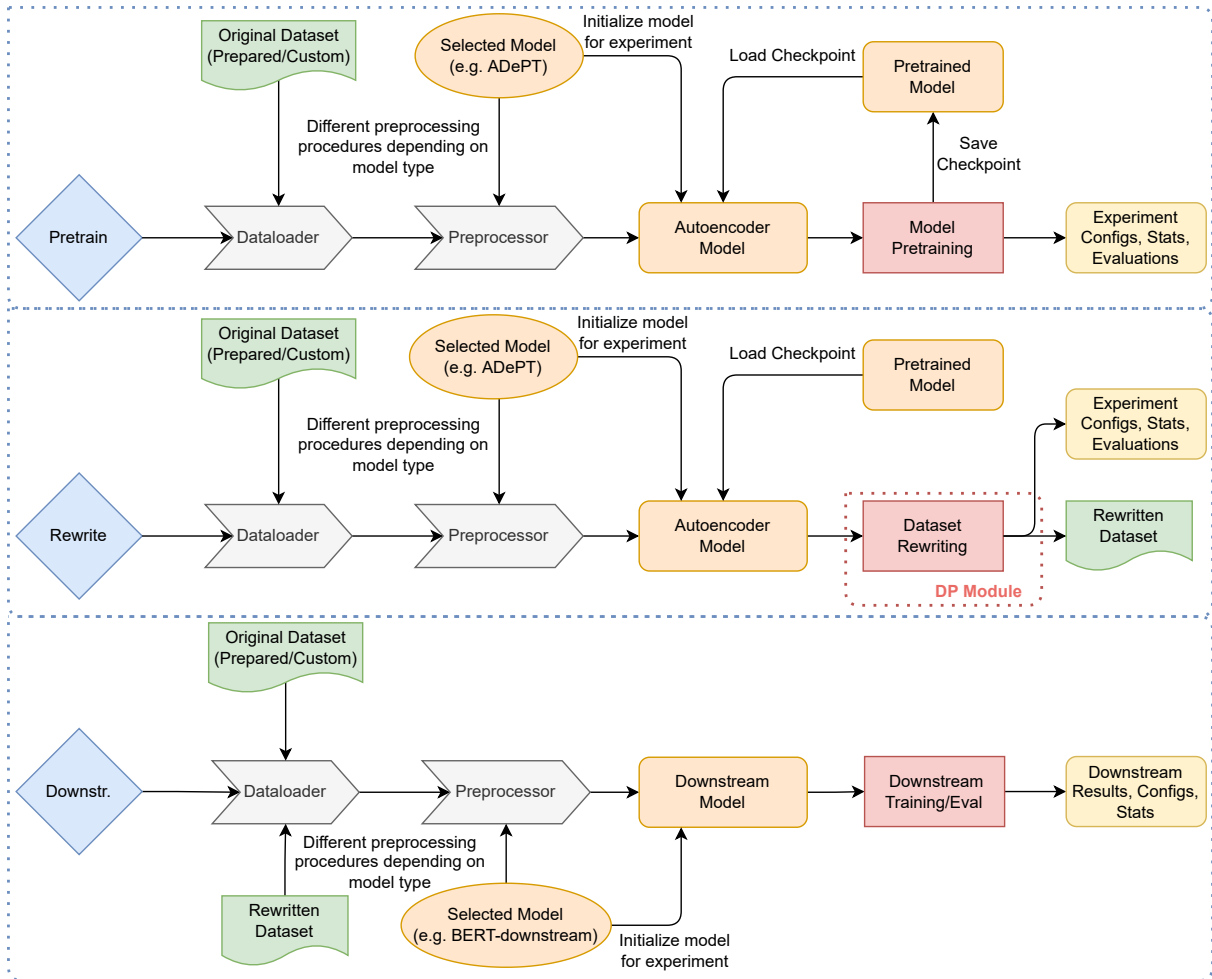 Original Dataset
(Prepared/Custom)
Selected Model
(e.g. ADePT)
Initialize model
for experiment
Load Checkpoint
Pretrained
Model
Different preprocessing
procedures depending on
model type
Save
Checkpoint
Pretrain
Dataloader
Preprocessor
Autoencoder
Model
Model
Pretraining
Experiment
Configs, Stats,
Evaluations
Original Dataset
(Prepared/Custom)
Selected Model
(e.g. ADePT)
Initialize model
for experiment
Load Checkpoint
Pretrained
Model
Different preprocessing
procedures depending on
model type
Experiment
Configs, Stats,
Evaluations
Rewrite
Dataloader
Preprocessor
Autoencoder
Model
Dataset
Rewriting
DP Module
Rewritten
Dataset
Original Dataset
(Prepared/Custom)
Downstr.
Dataloader
Preprocessor
Downstream
Model
Downstream
Training/Eval
Downstream
Results, Configs,
Stats
Different preprocessing
procedures depending on
model type
Rewritten
Dataset
Selected Model
(e.g. BERT-downstream)
Initialize model
for experiment